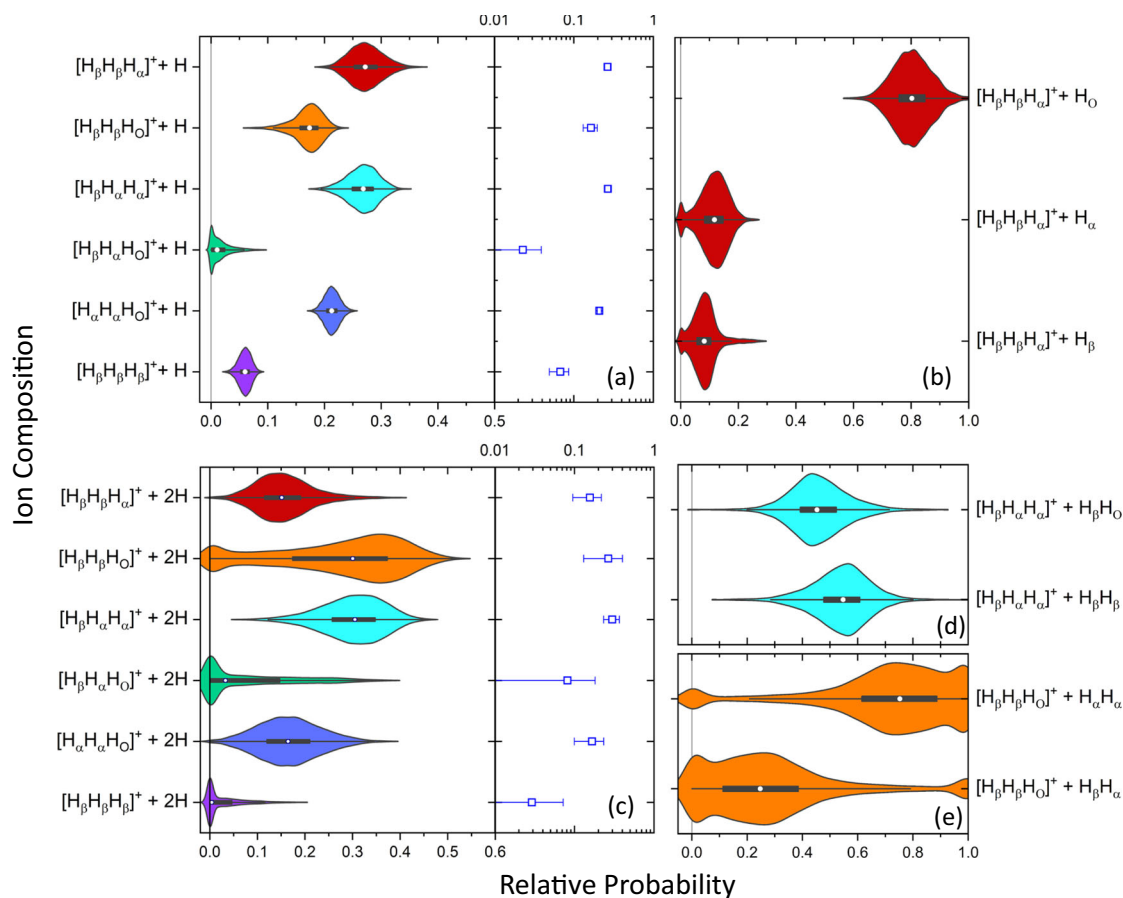 0.01 0.1 1
[HβHβHα]⁺+ H
[HβHβHO]⁺+ H
[HβHαHα]⁺+ H
[HβHαHO]⁺+ H
[HαHαHO]⁺+ H
[HβHβHβ]⁺+ H
(a)
0.0 0.1 0.2 0.3 0.4 0.5
[HβHβHα]⁺+ HO
[HβHβHα]⁺+ Hα
[HβHβHα]⁺+ Hβ
(b)
0.0 0.2 0.4 0.6 0.8 1.0
Ion Composition
0.01 0.1 1
[HβHβHα]⁺ + 2H
[HβHβHO]⁺ + 2H
[HβHαHα]⁺ + 2H
[HβHαHO]⁺ + 2H
[HαHαHO]⁺ + 2H
[HβHβHβ]⁺ + 2H
(c)
0.0 0.1 0.2 0.3 0.4 0.5 0.6
[HβHαHα]⁺ + HβHO
[HβHαHα]⁺ + HβHβ
(d)
[HβHβHO]⁺ + HαHα
[HβHβHO]⁺ + HβHα
(e)
0.0 0.2 0.4 0.6 0.8 1.0
Relative Probability